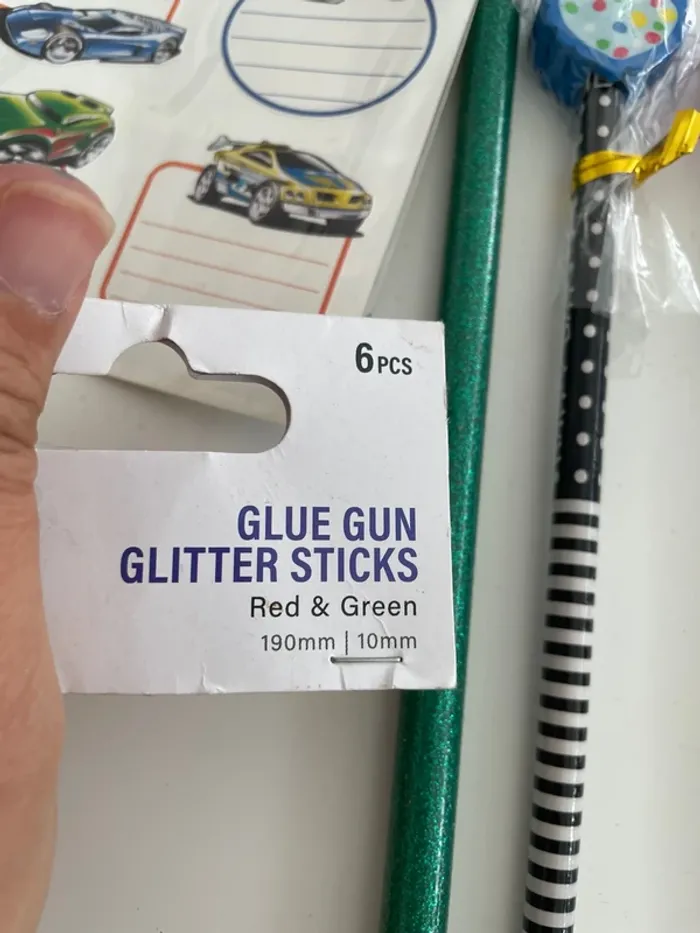 6PCS
GLUE GUN
GLITTER STICKS
Red & Green
190mm | 10mm